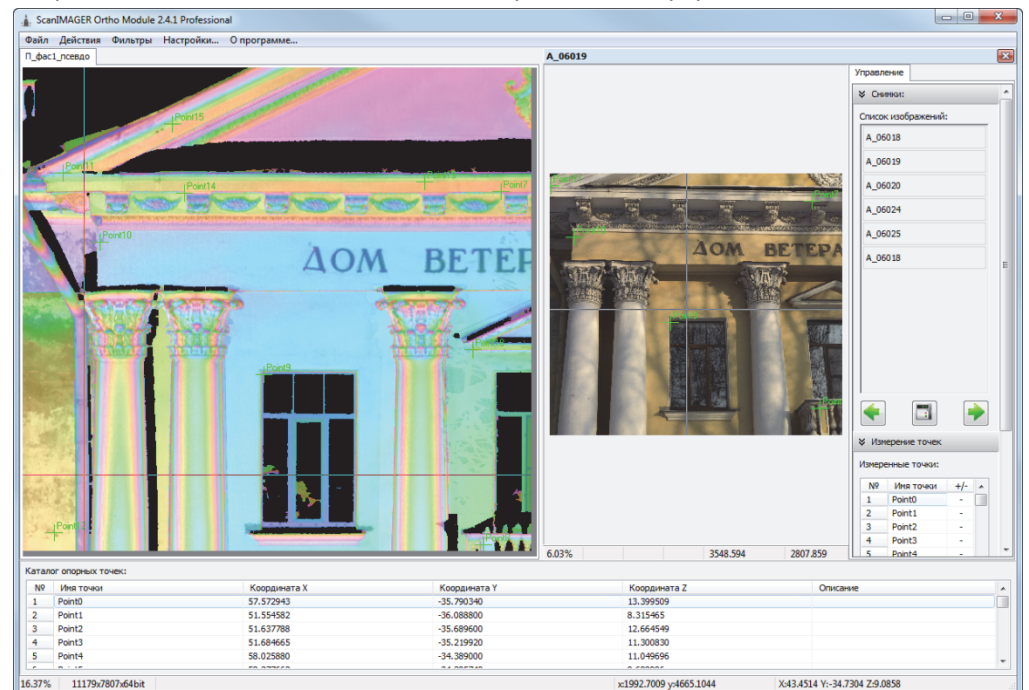 ScanIMAGER Ortho Module 2.4.1 Professional
Файл Действия Фильтры Настройки... О программе...
П_фас1_псевдо
A_06019
Управление
Снимки:
Список изображений:
A_06018
A_06019
A_06020
A_06024
A_06025
A_06018
Point15
Point11
Point14
Point7
Point10
ДОМ ВЕТЕР
ДОМ ВЕТЕРА
Измерение точек
Измеренные точки:
№ Имя точки +/-
1 Point0 -
2 Point1 -
3 Point2 -
4 Point3 -
5 Point4 -
6.03% 3548.594 2807.859
Каталог опорных точек:
№ Имя точки Координата X Координата Y Координата Z Описание
1 Point0 57.572943 -35.790340 13.399509
2 Point1 51.554582 -36.088800 8.315465
3 Point2 51.637788 -35.689600 12.664549
4 Point3 51.684665 -35.219920 11.300830
5 Point4 58.025880 -34.389000 11.049696
16.37% 11179x7807x64bit x:1992.7009 y:4665.1044 X:43.4514 Y:-34.7304 Z:9.0858